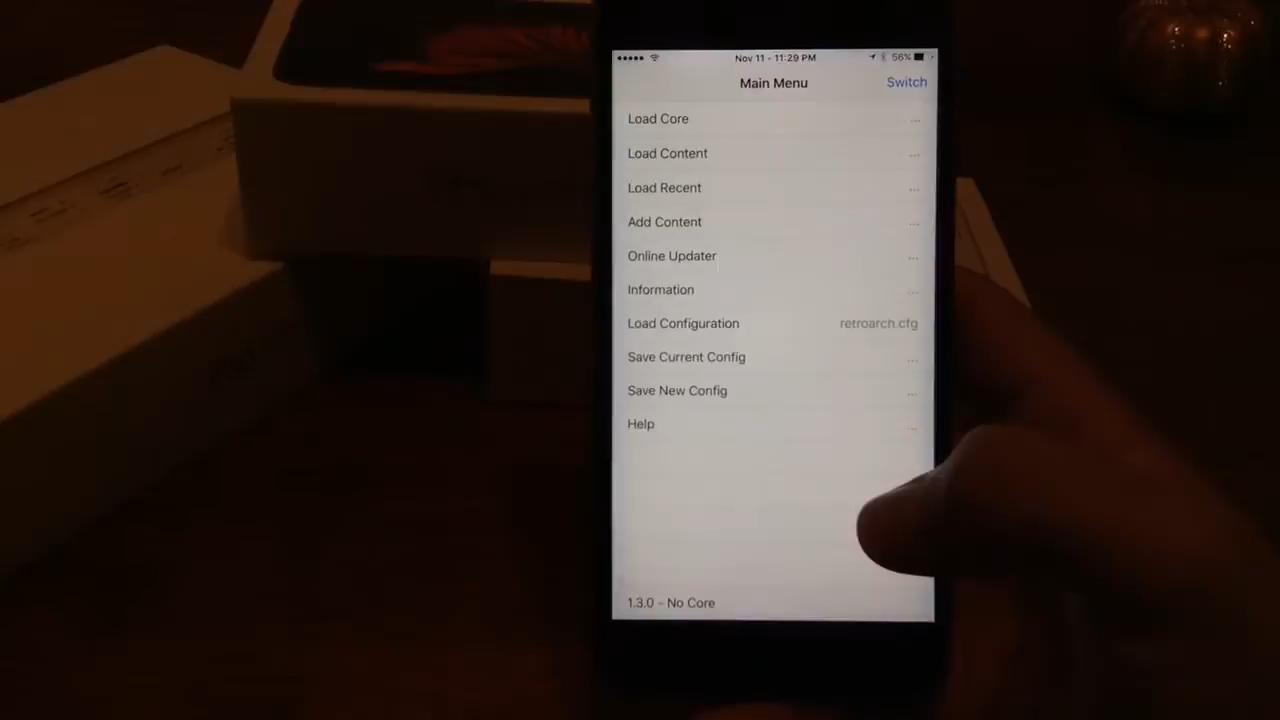 Nov 11 - 11:29 PM
56%
Main Menu
Switch
Load Core
...
Load Content
...
Load Recent
...
Add Content
...
Online Updater
...
Information
...
Load Configuration
retroarch.cfg
Save Current Config
...
Save New Config
...
Help
...
1.3.0 - No Core